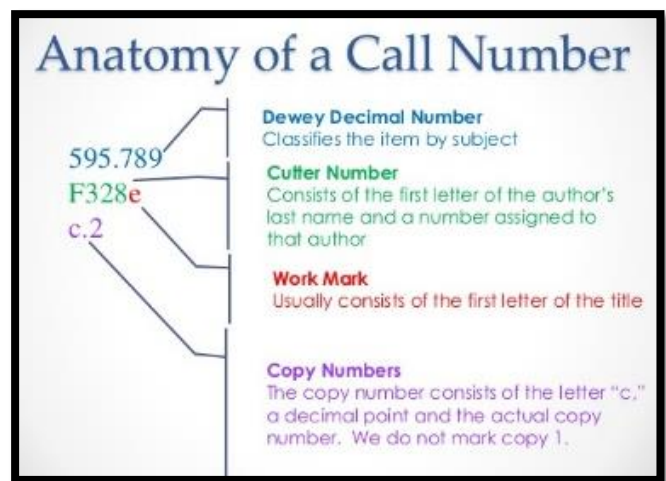 Anatomy of a Call Number
595.789
F328e
c.2
Dewey Decimal Number
Classifies the item by subject
Cutter Number
Consists of the first letter of the author's
last name and a number assigned to
that author
Work Mark
Usually consists of the first letter of the title
Copy Numbers
The copy number consists of the letter "c,"
a decimal point and the actual copy
number. We do not mark copy 1.